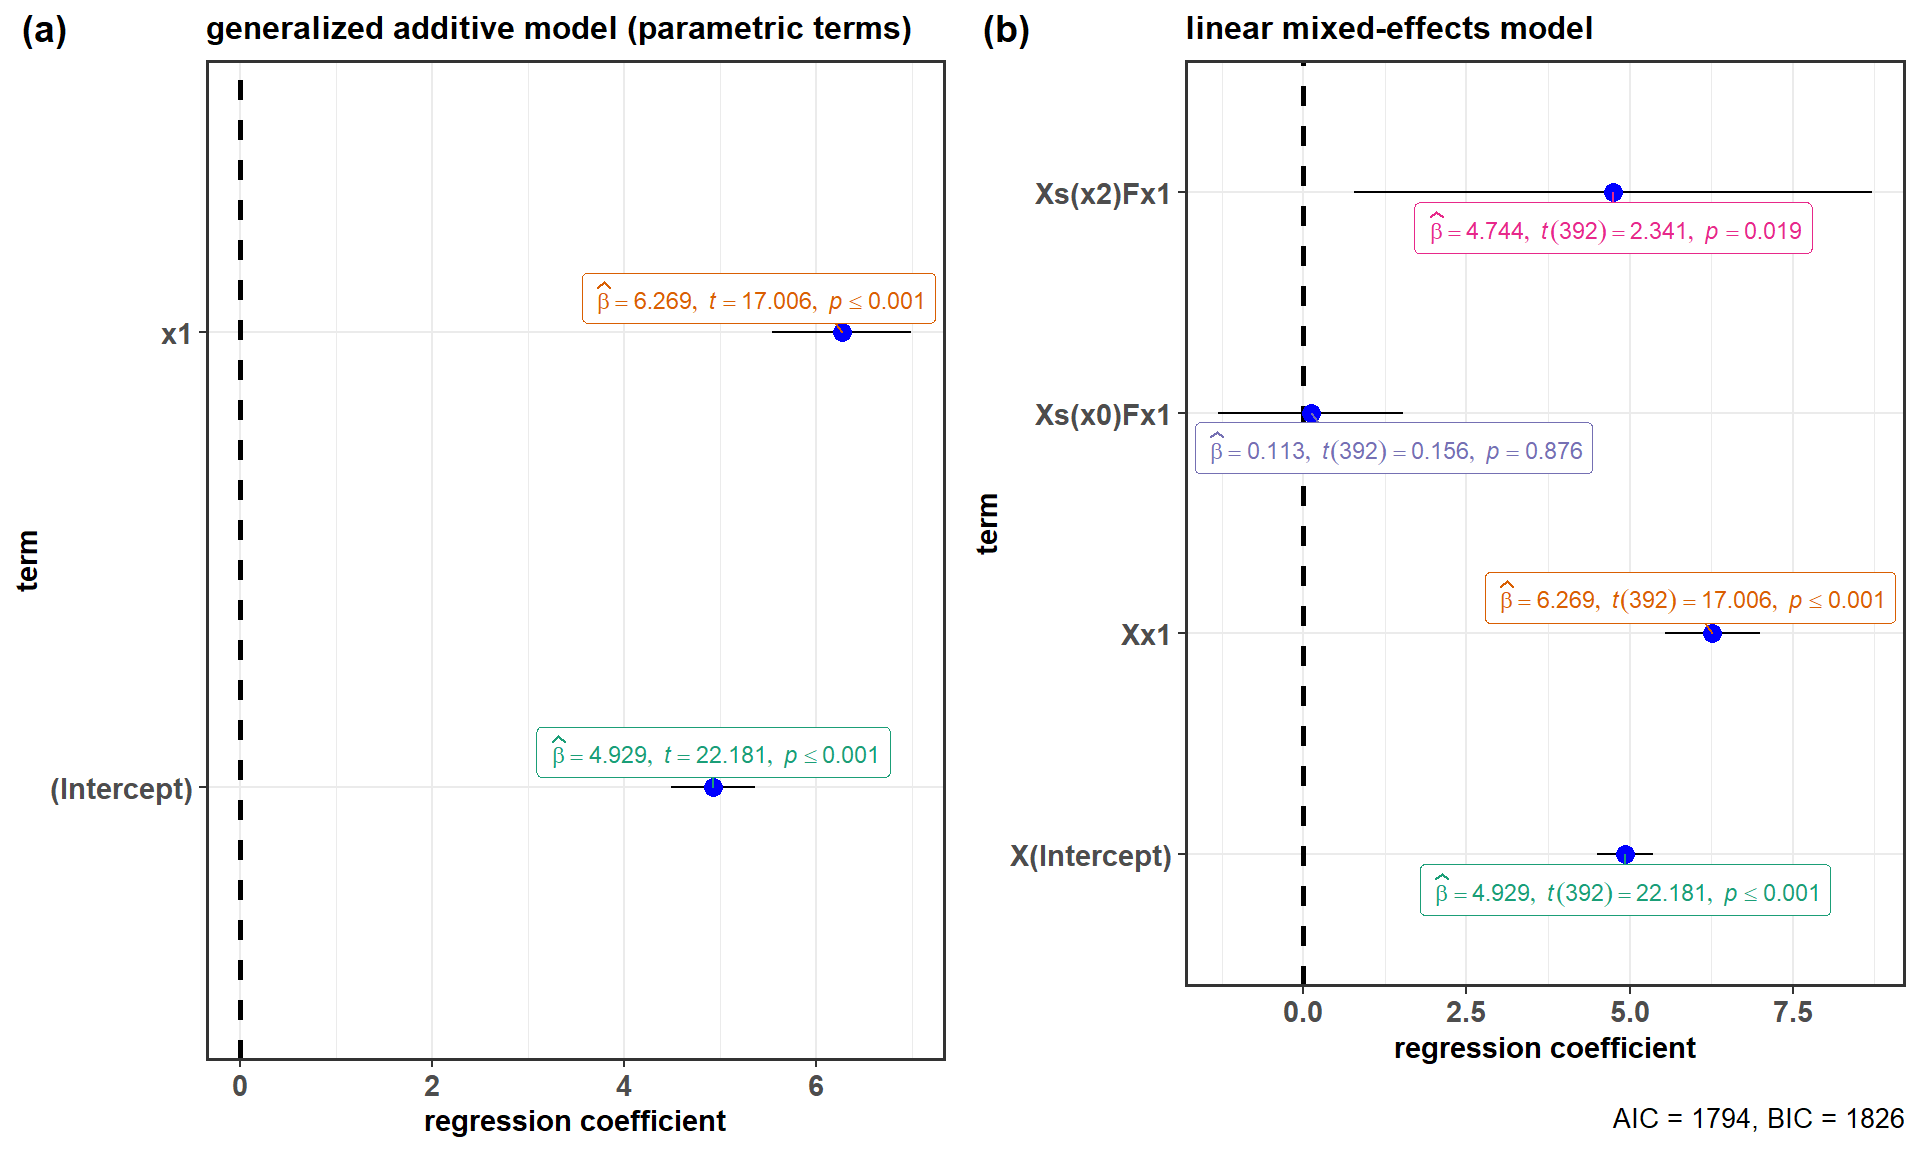 (a)
generalized additive model (parametric terms)
term
x1
(Intercept)
β̂ = 6.269, t = 17.006, p ≤ 0.001
β̂ = 4.929, t = 22.181, p ≤ 0.001
0 2 4 6
regression coefficient
(b)
linear mixed-effects model
term
Xs(x2)Fx1
Xs(x0)Fx1
Xx1
X(Intercept)
β̂ = 4.744, t(392) = 2.341, p = 0.019
β̂ = 0.113, t(392) = 0.156, p = 0.876
β̂ = 6.269, t(392) = 17.006, p ≤ 0.001
β̂ = 4.929, t(392) = 22.181, p ≤ 0.001
0.0 2.5 5.0 7.5
regression coefficient
AIC = 1794, BIC = 1826